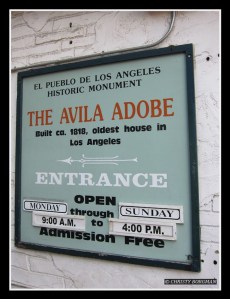 EL PUEBLO DE LOS ANGELES
HISTORIC MONUMENT
THE AVILA ADOBE
Built ca. 1818, oldest house in
Los Angeles
ENTRANCE
OPEN
MONDAY through SUNDAY
9:00 A.M. to 4:00 P.M.
Admission Free
© CHRISTY BORGMAN